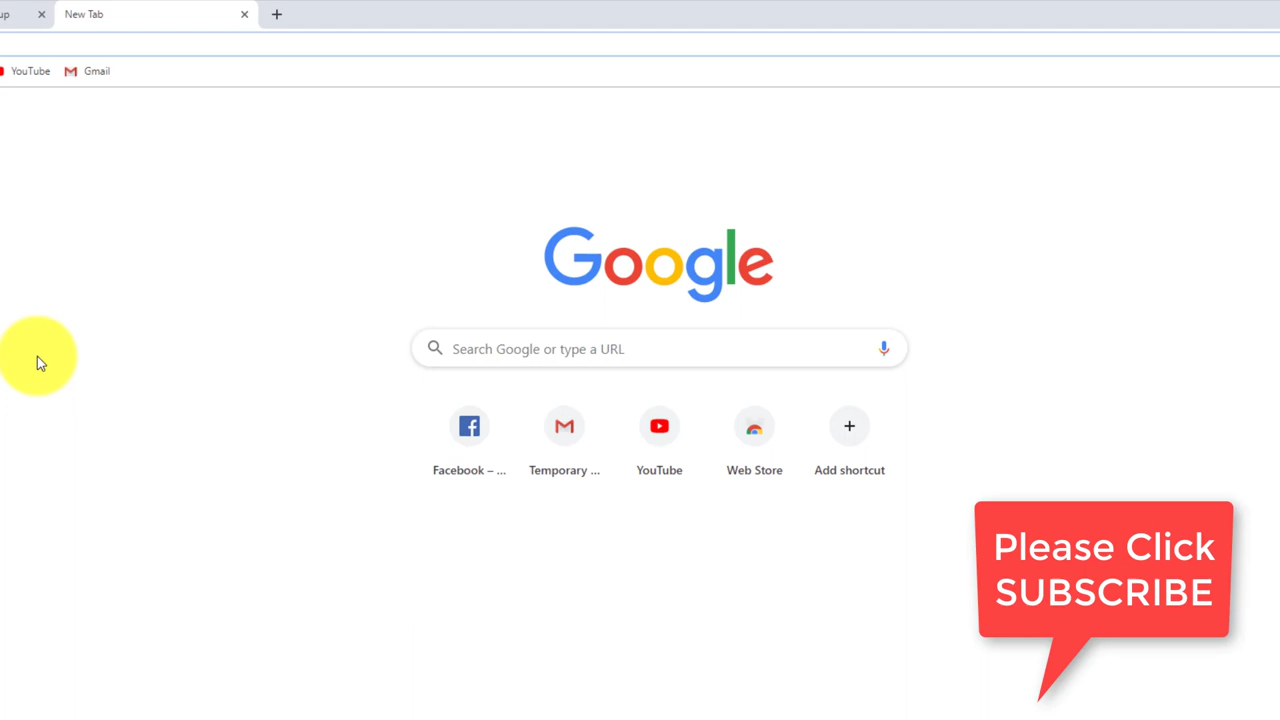 up
New Tab
YouTube
Gmail
Google
Search Google or type a URL
Facebook – ...
Temporary ...
YouTube
Web Store
Add shortcut
Please Click
SUBSCRIBE